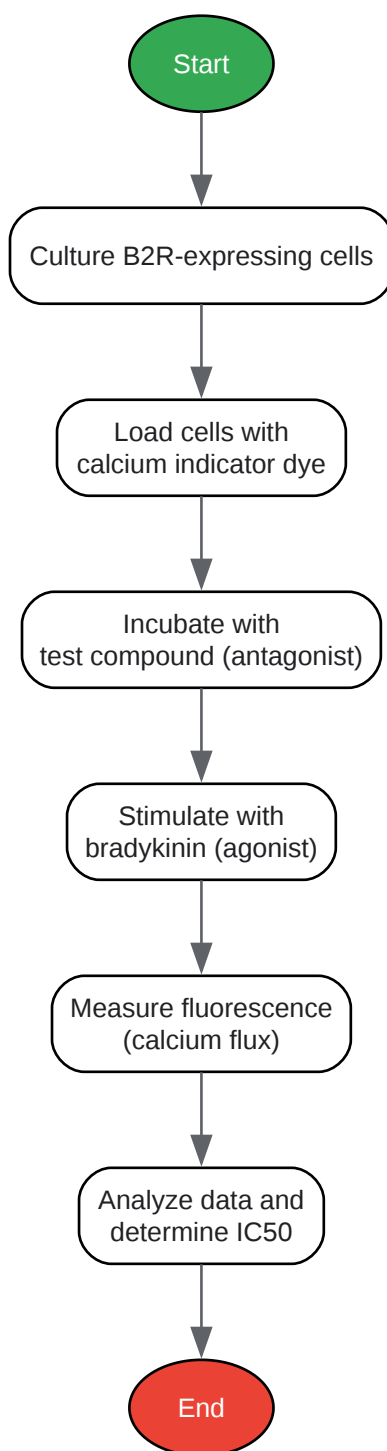 Start
Culture B2R-expressing cells
Load cells with
calcium indicator dye
Incubate with
test compound (antagonist)
Stimulate with
bradykinin (agonist)
Measure fluorescence
(calcium flux)
Analyze data and
determine IC50
End